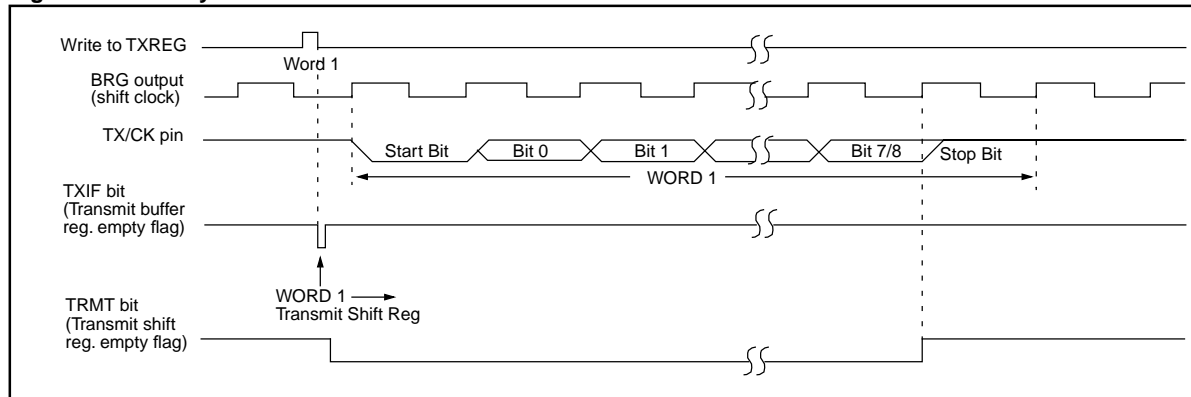 Write to TXREG
Word 1
BRG output
(shift clock)
TX/CK pin
Start Bit
Bit 0
Bit 1
Bit 7/8
Stop Bit
WORD 1
TXIF bit
(Transmit buffer
reg. empty flag)
WORD 1
Transmit Shift Reg
TRMT bit
(Transmit shift
reg. empty flag)